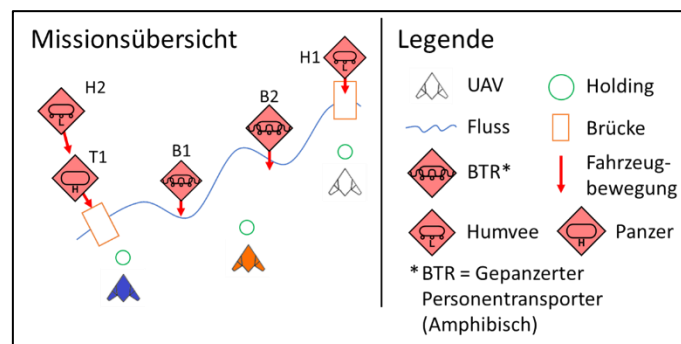 Missionsübersicht
H1
H2
B2
T1
B1
L
L
H
Legende
UAV
Holding
Fluss
Brücke
BTR*
Fahrzeug-
bewegung
L
Humvee
H
Panzer
* BTR = Gepanzerter
Personentransporter
(Amphibisch)